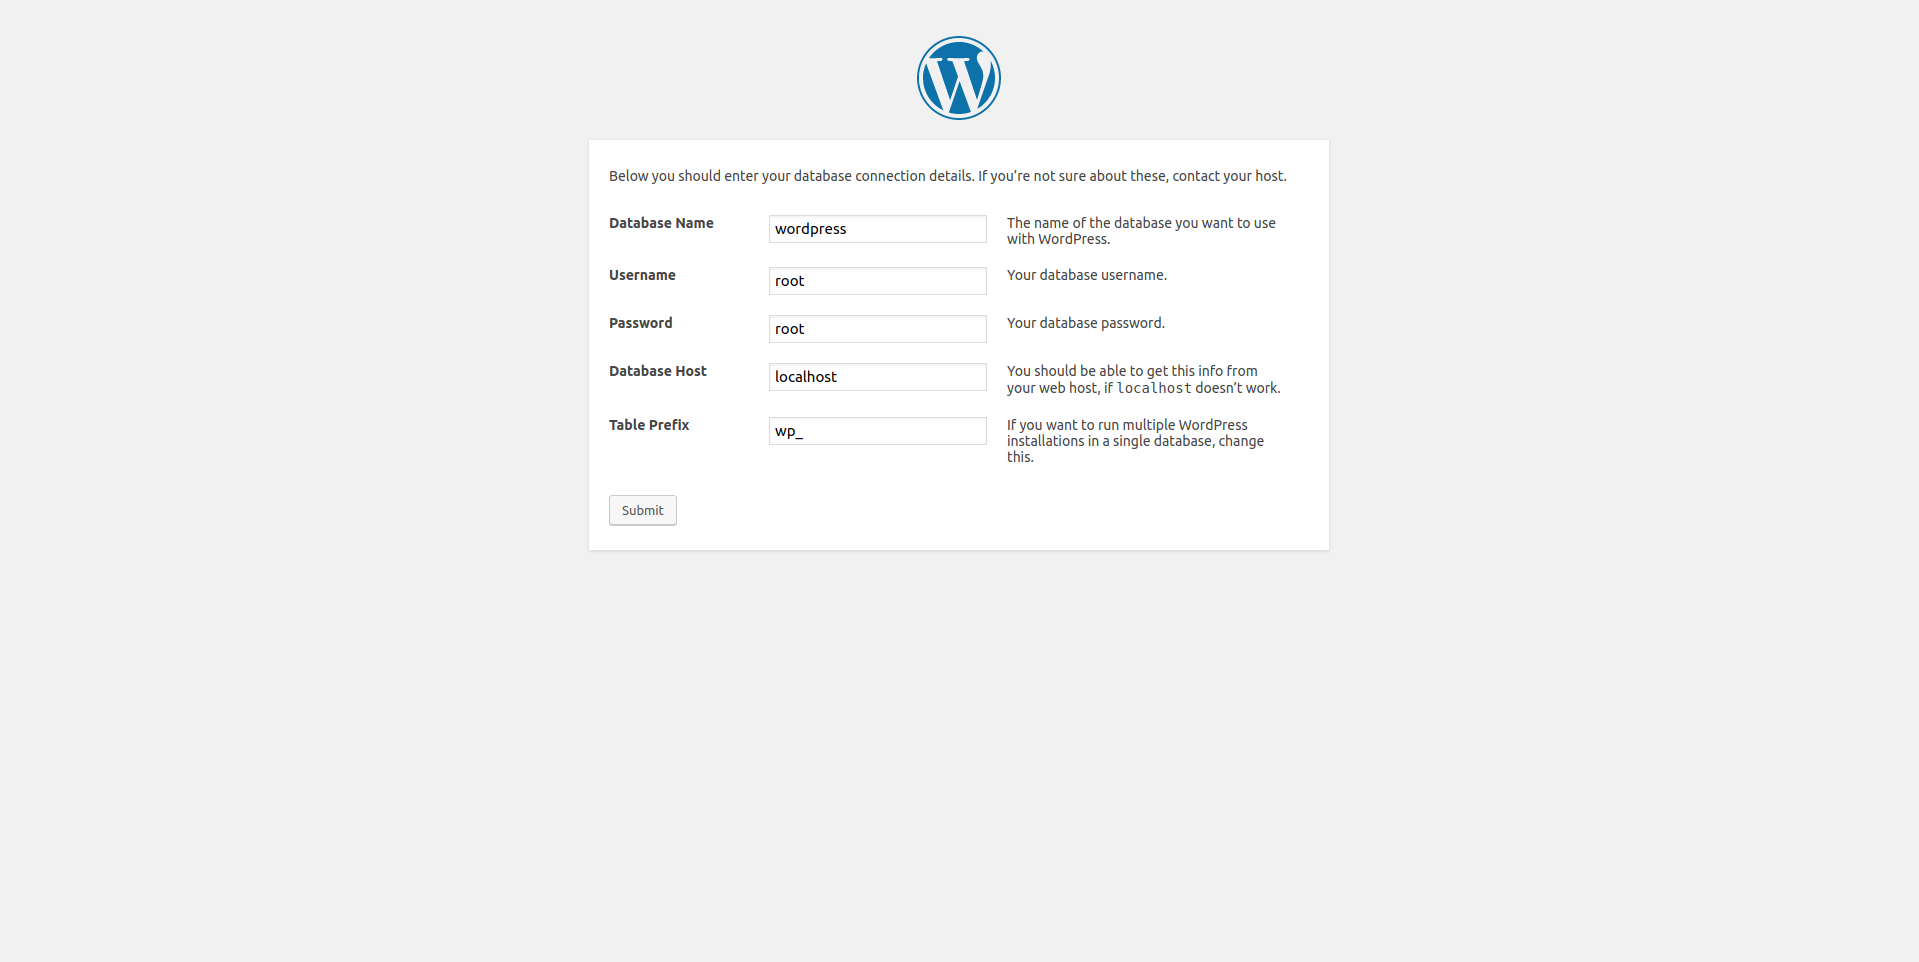 Below you should enter your database connection details. If you’re not sure about these, contact your host.
Database Name
wordpress
The name of the database you want to use
with WordPress.
Username
root
Your database username.
Password
root
Your database password.
Database Host
localhost
You should be able to get this info from
your web host, if localhost doesn’t work.
Table Prefix
wp_
If you want to run multiple WordPress
installations in a single database, change
this.
Submit